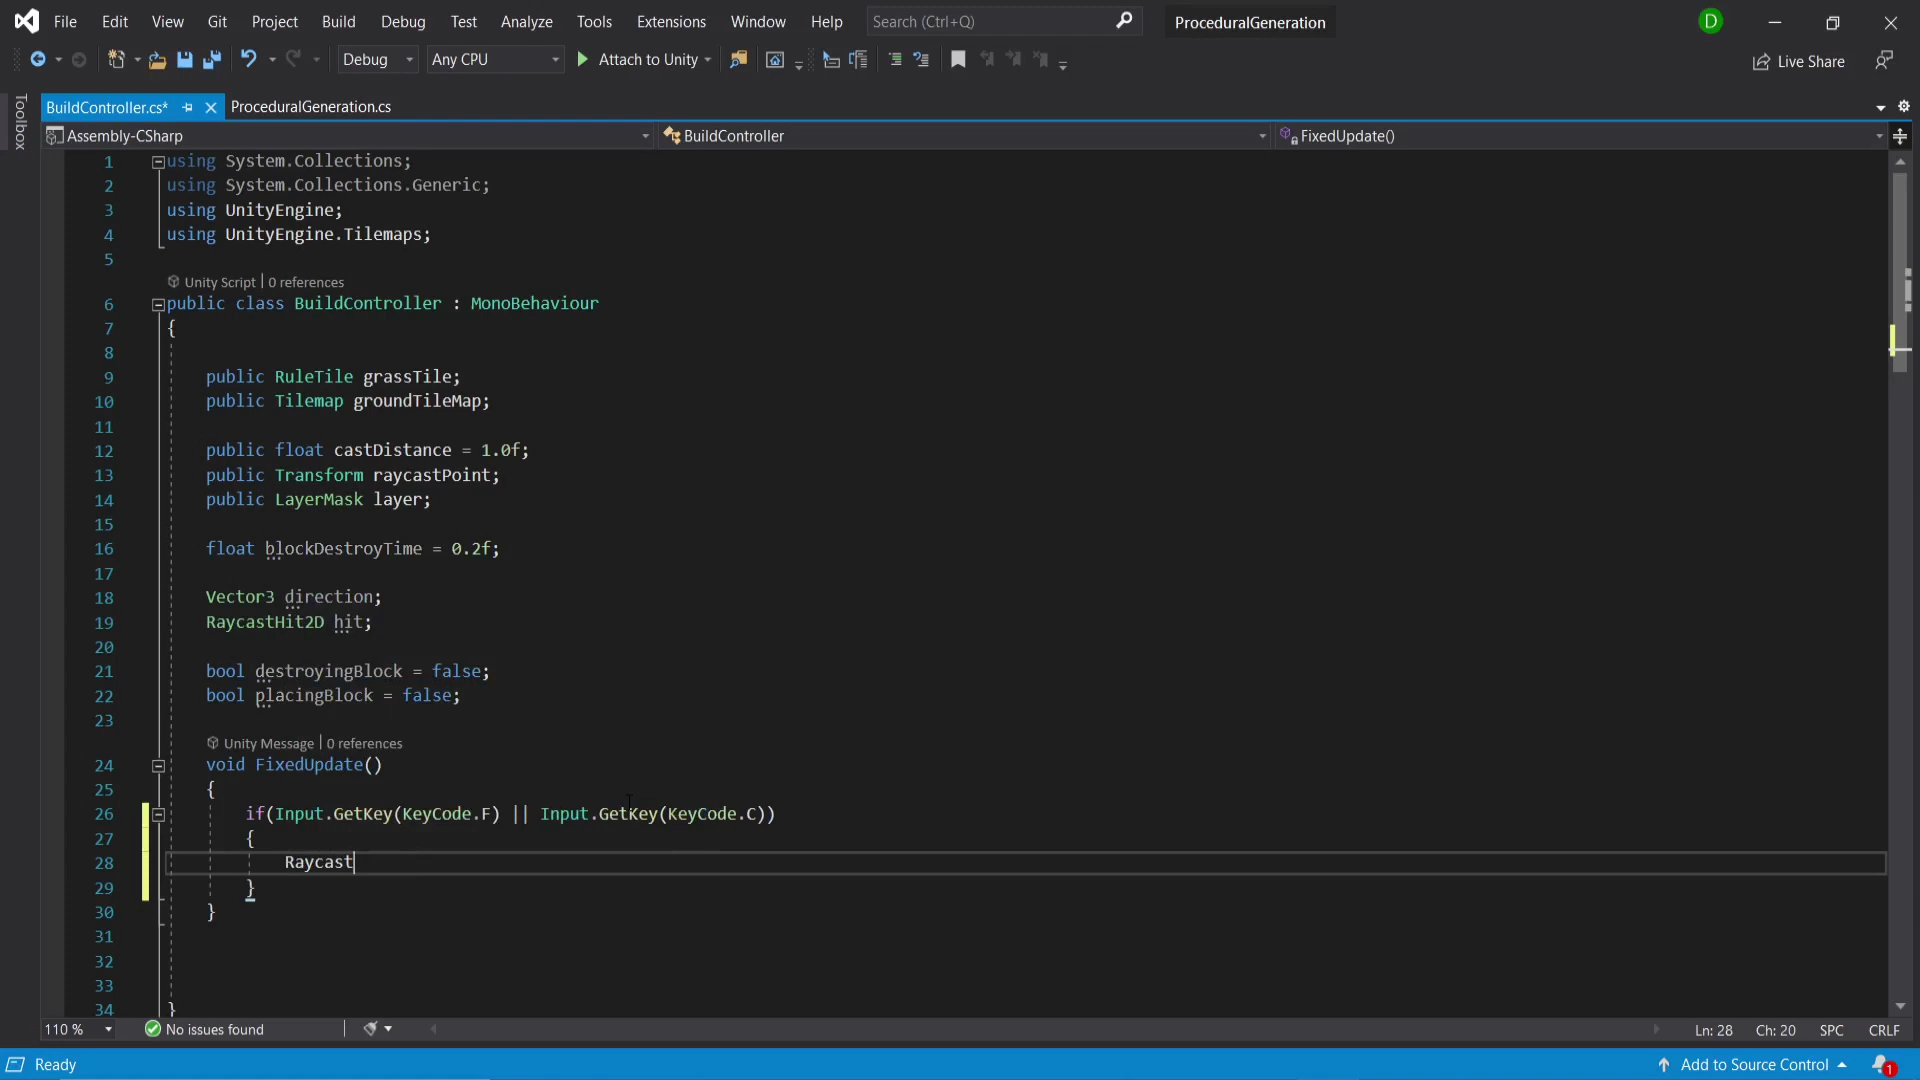 File Edit View Git Project Build Debug Test Analyze Tools Extensions Window Help Search (Ctrl+Q) ProceduralGeneration D
Debug Any CPU Attach to Unity Live Share
Toolbox
BuildController.cs* ProceduralGeneration.cs
Assembly-CSharp BuildController FixedUpdate()
1 using System.Collections;
2 using System.Collections.Generic;
3 using UnityEngine;
4 using UnityEngine.Tilemaps;
5
Unity Script | 0 references
6 public class BuildController : MonoBehaviour
7 {
8
9 public RuleTile grassTile;
10 public Tilemap groundTileMap;
11
12 public float castDistance = 1.0f;
13 public Transform raycastPoint;
14 public LayerMask layer;
15
16 float blockDestroyTime = 0.2f;
17
18 Vector3 direction;
19 RaycastHit2D hit;
20
21 bool destroyingBlock = false;
22 bool placingBlock = false;
23
Unity Message | 0 references
24 void FixedUpdate()
25 {
26 if(Input.GetKey(KeyCode.F) || Input.GetKey(KeyCode.C))
27 {
28 Raycast
29 }
30 }
31
32
33
34 }
110 % No issues found Ln: 28 Ch: 20 SPC CRLF
Ready Add to Source Control 1